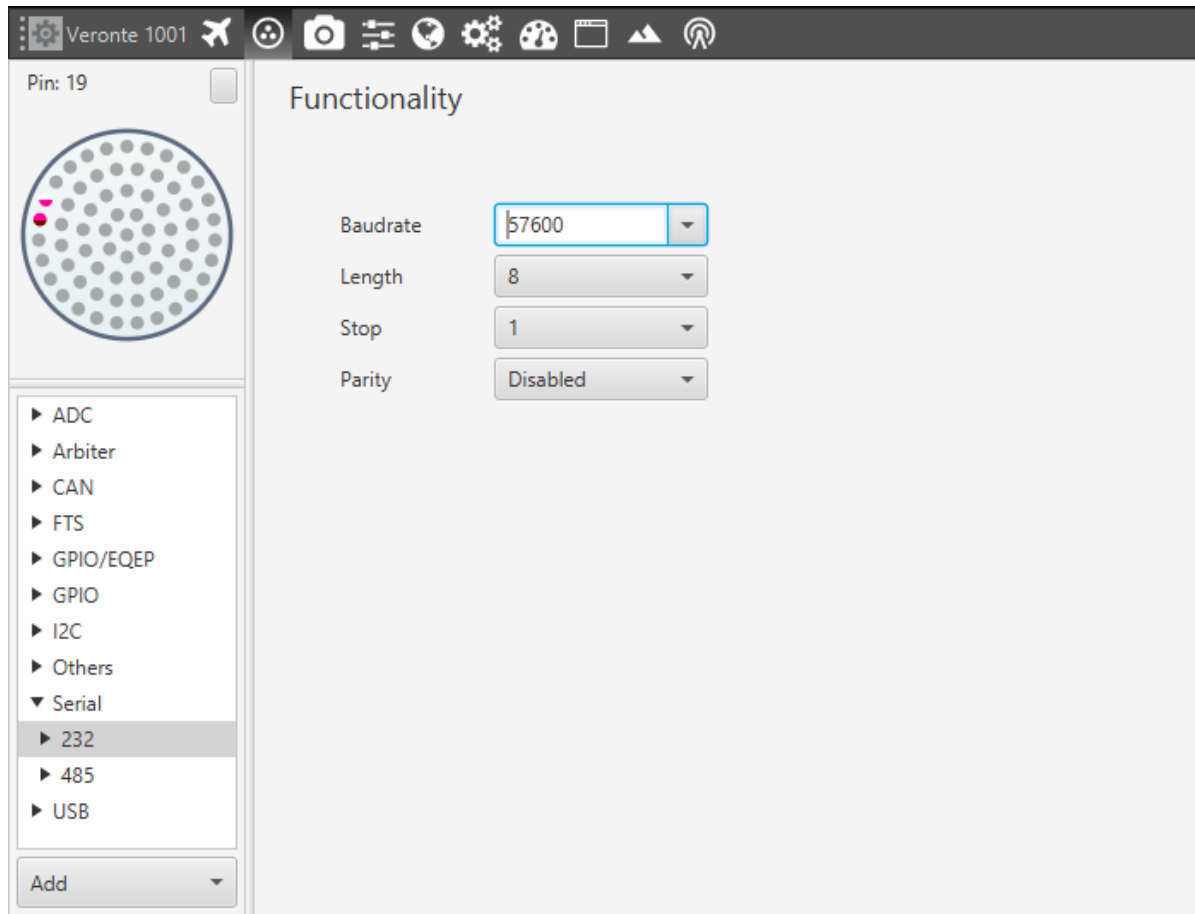 Veronte 1001
Pin: 19
Functionality
Baudrate 57600
Length 8
Stop 1
Parity Disabled
ADC
Arbiter
CAN
FTS
GPIO/EQEP
GPIO
I2C
Others
Serial
232
485
USB
Add